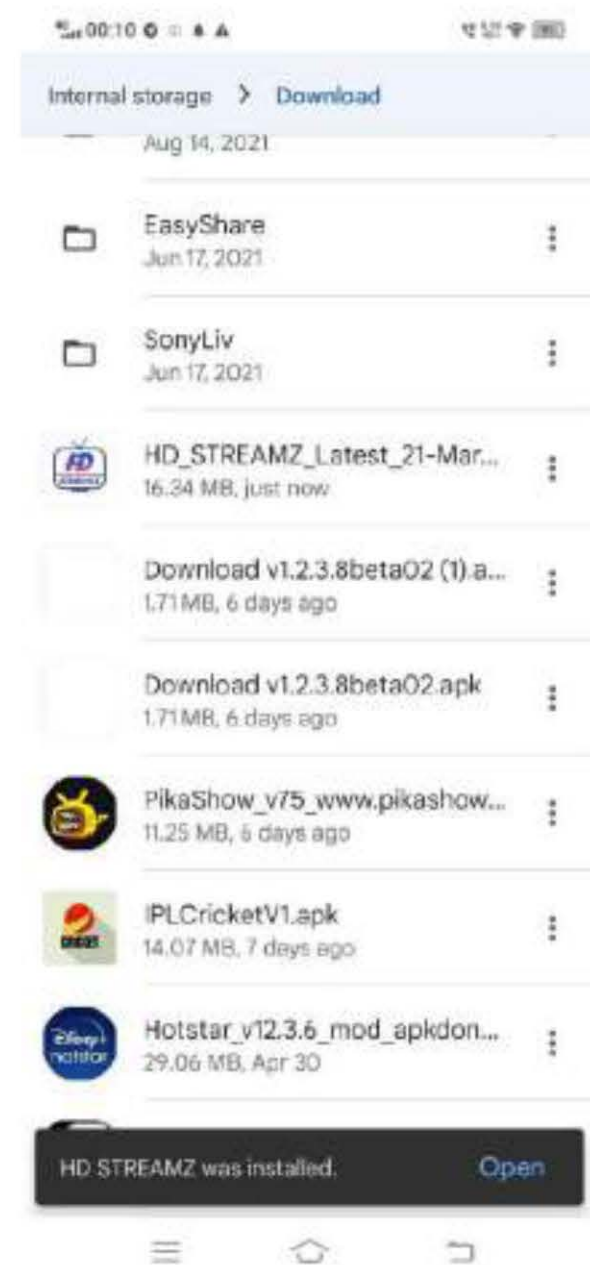 00:10
Internal storage > Download
Aug 14, 2021
EasyShare
Jun 17, 2021
SonyLiv
Jun 17, 2021
HD
HD_STREAMZ_Latest_21-Mar...
16.34 MB, just now
Download v1.2.3.8beta02 (1).a...
1.71 MB, 6 days ago
Download v1.2.3.8beta02.apk
1.71 MB, 6 days ago
PikaShow_v75_www.pikashow...
11.25 MB, 6 days ago
CRICKET
IPLCricketV1.apk
14.07 MB, 7 days ago
Disney+
hotstar
Hotstar_v12.3.6_mod_apkdon...
29.06 MB, Apr 30
HD STREAMZ was installed.
Open